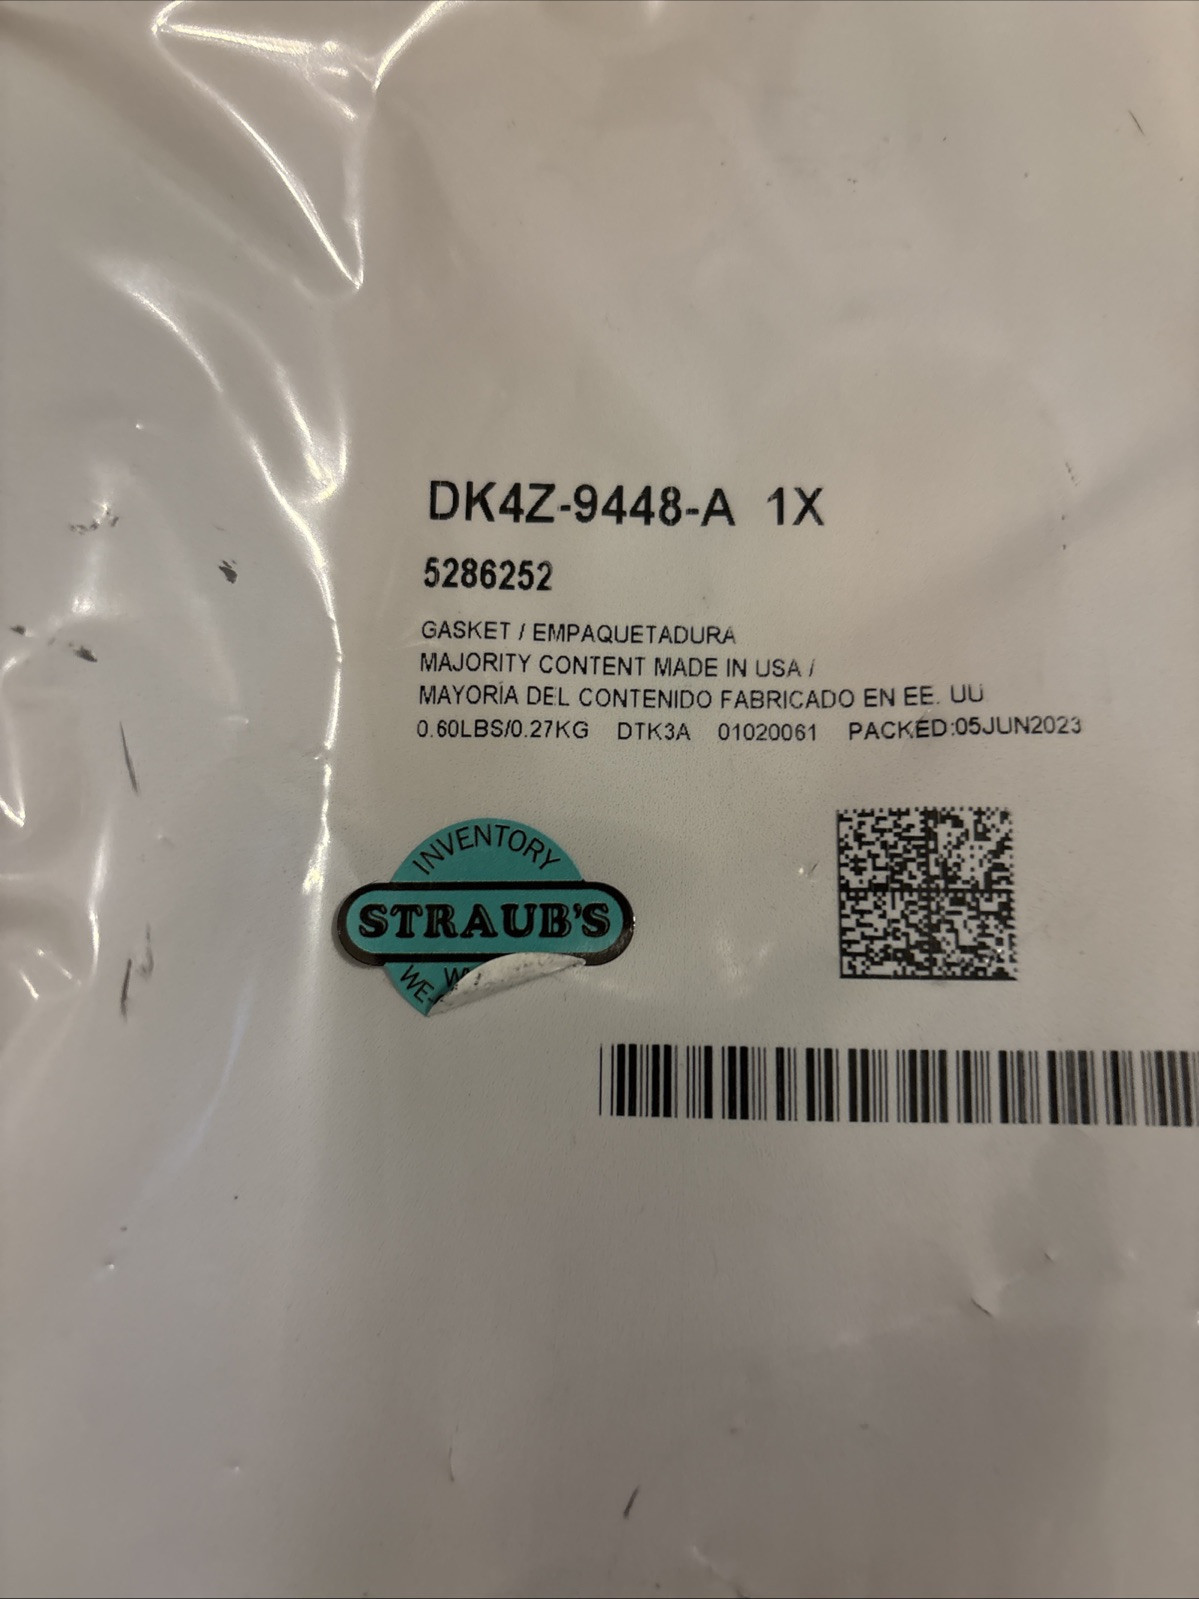 DK4Z-9448-A 1X
5286252
GASKET / EMPAQUETADURA
MAJORITY CONTENT MADE IN USA /
MAYORÍA DEL CONTENIDO FABRICADO EN EE. UU
0.60LBS/0.27KG DTK3A 01020061 PACKED:05JUN2023
INVENTORY
STRAUB'S